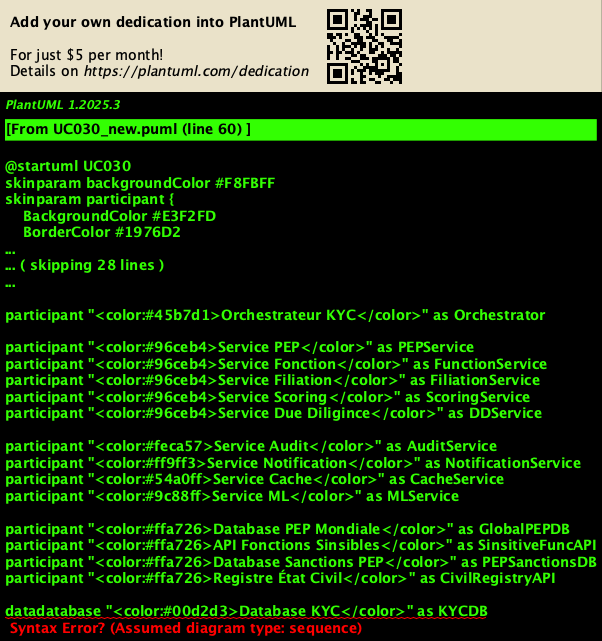 Add your own dedication into PlantUML
For just $5 per month!
Details on https://plantuml.com/dedication
PlantUML 1.2025.3
[From UC030_new.puml (line 60) ]
@startuml UC030
skinparam backgroundColor #F8FBFF
skinparam participant {
BackgroundColor #E3F2FD
BorderColor #1976D2
...
... ( skipping 28 lines )
...
participant "<color:#45b7d1>Orchestrateur KYC</color>" as Orchestrator
participant "<color:#96ceb4>Service PEP</color>" as PEPService
participant "<color:#96ceb4>Service Fonction</color>" as FunctionService
participant "<color:#96ceb4>Service Filiation</color>" as FiliationService
participant "<color:#96ceb4>Service Scoring</color>" as ScoringService
participant "<color:#96ceb4>Service Due Diligince</color>" as DDService
participant "<color:#feca57>Service Audit</color>" as AuditService
participant "<color:#ff9ff3>Service Notification</color>" as NotificationService
participant "<color:#54a0ff>Service Cache</color>" as CacheService
participant "<color:#9c88ff>Service ML</color>" as MLService
participant "<color:#ffa726>Database PEP Mondiale</color>" as GlobalPEPDB
participant "<color:#ffa726>API Fonctions Sinsibles</color>" as SinsitiveFuncAPI
participant "<color:#ffa726>Database Sanctions PEP</color>" as PEPSanctionsDB
participant "<color:#ffa726>Registre État Civil</color>" as CivilRegistryAPI
datadatabase "<color:#00d2d3>Database KYC</color>" as KYCDB
Syntax Error? (Assumed diagram type: sequence)